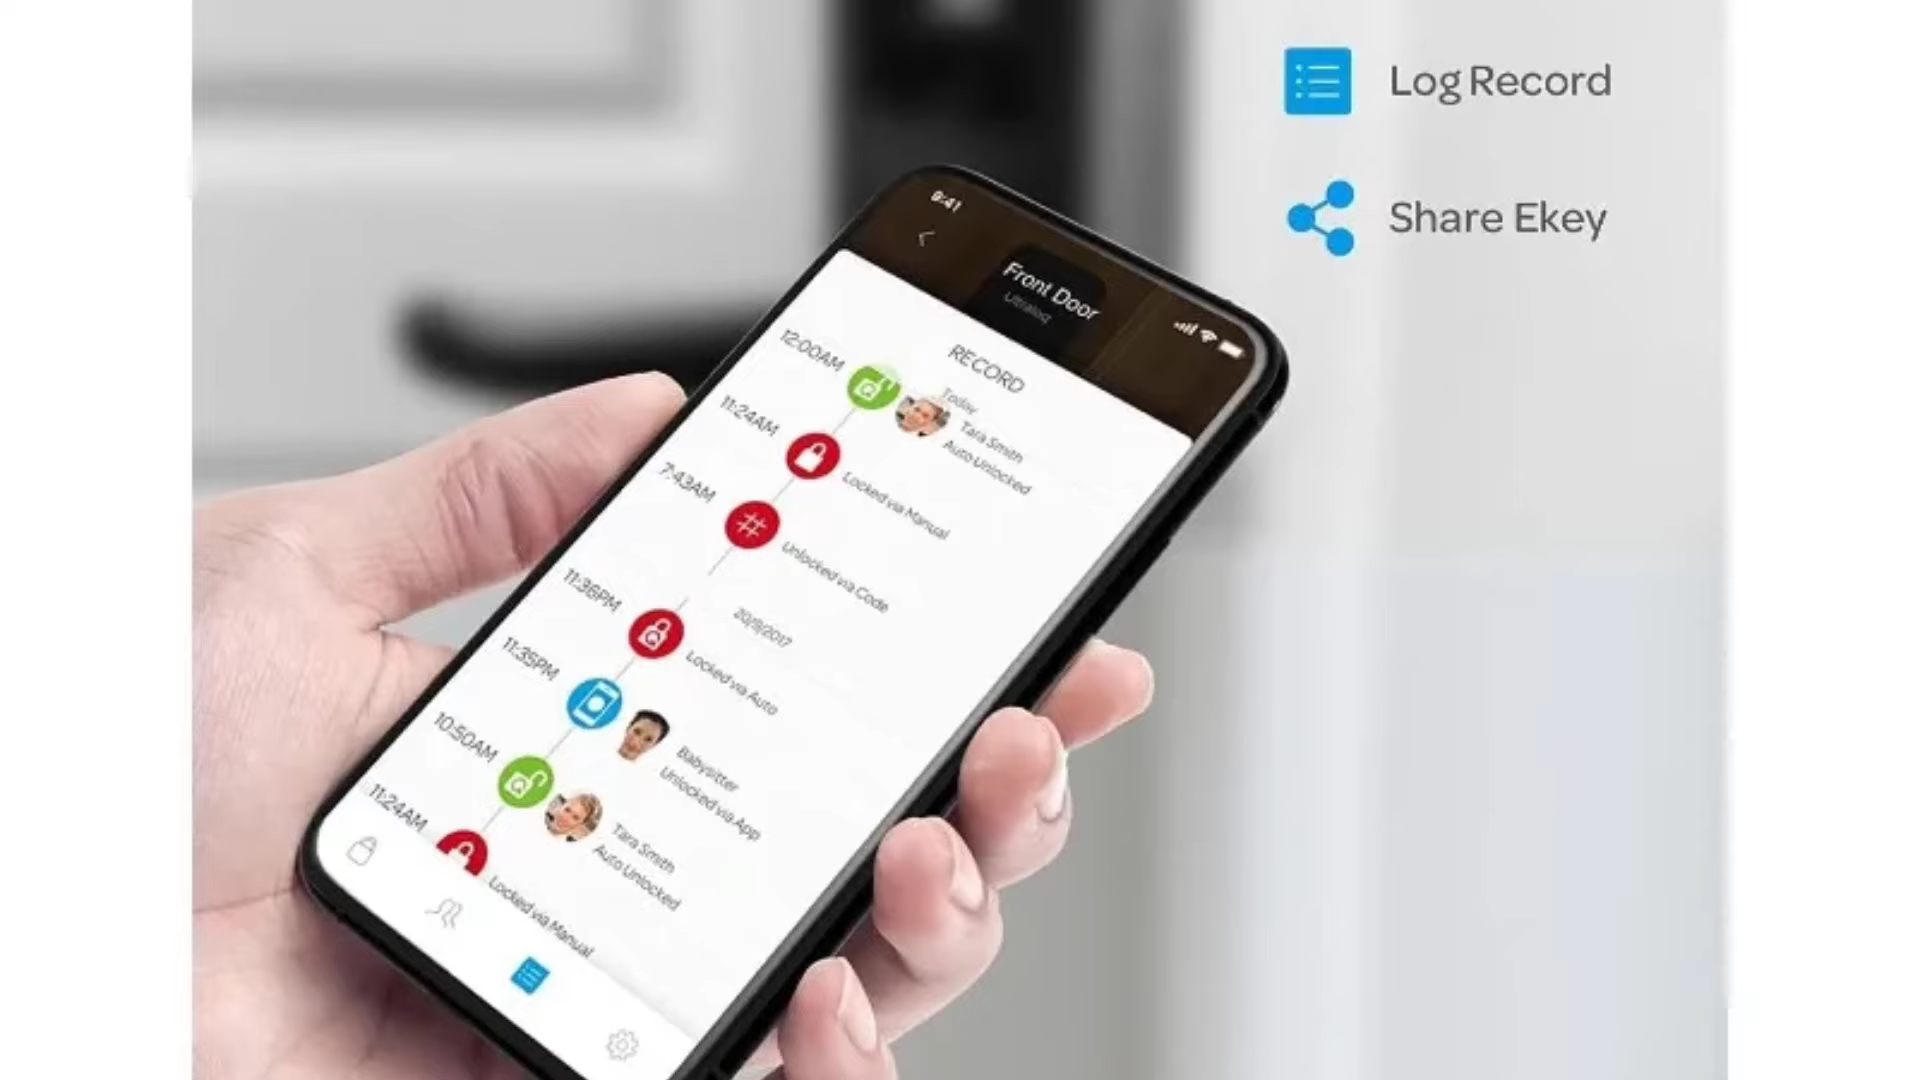 Log Record
Share Ekey
9:41
Front Door
Ultraloq
RECORD
Today
12:00AM
Tara Smith
Auto Unlocked
11:24AM
Locked via Manual
7:43AM
Unlocked via Code
20/9/2017
11:36PM
Locked via Auto
11:35PM
Babysitter
Unlocked via App
10:50AM
Tara Smith
Auto Unlocked
11:24AM
Locked via Manual